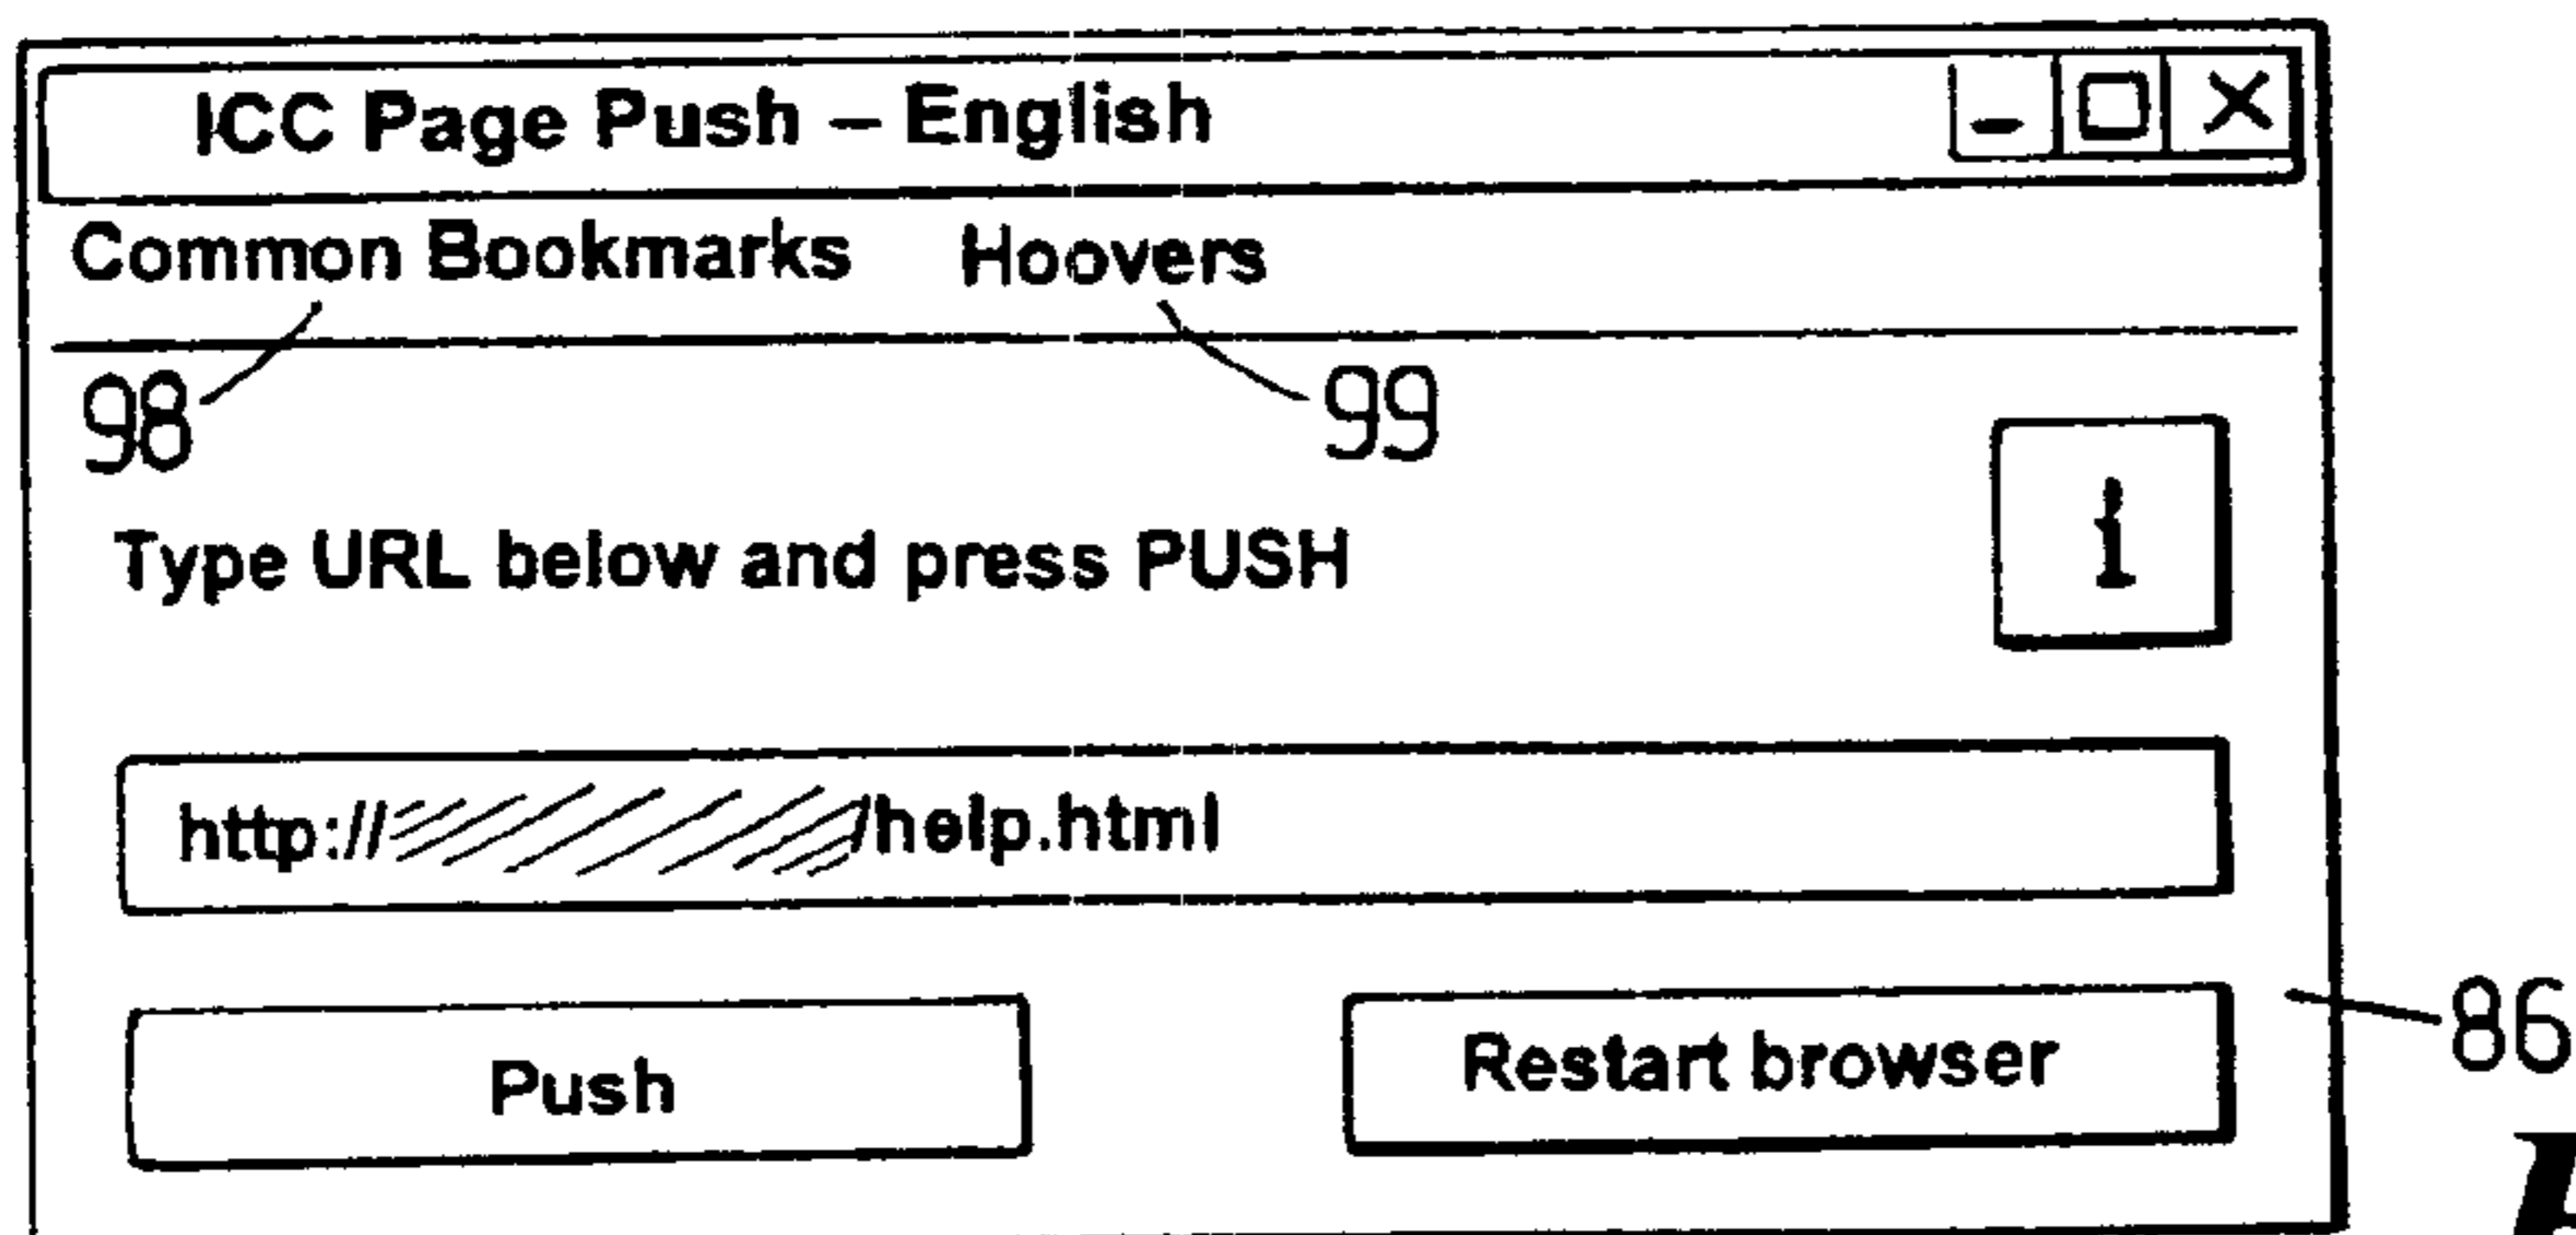 ICC Page Push – English
Common Bookmarks Hoovers
98 99
Type URL below and press PUSH
i
http:// /help.html
Push Restart browser
86